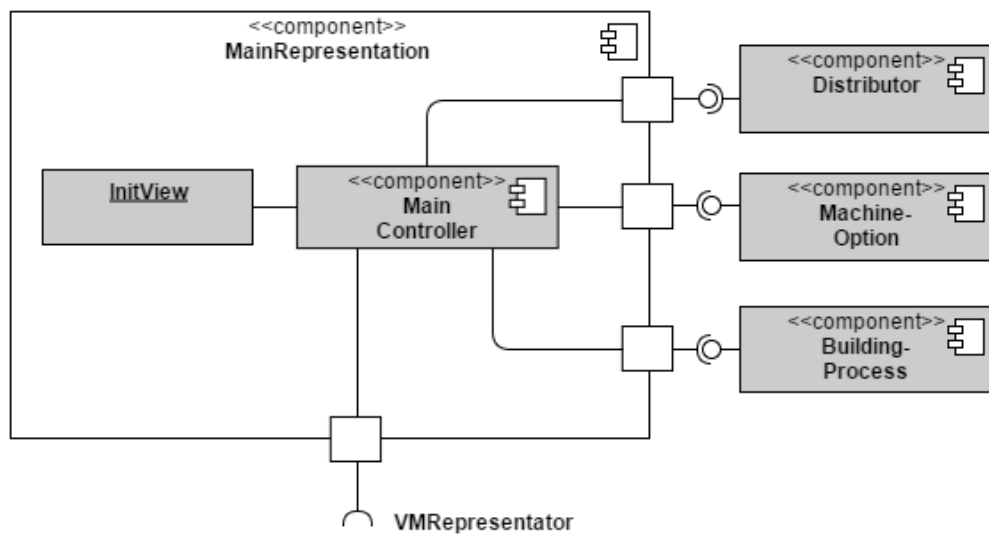 <<component>>
MainRepresentation
<<component>>
Distributor
InitView
<<component>>
Main
Controller
<<component>>
Machine-
Option
<<component>>
Building-
Process
VMRepresentator